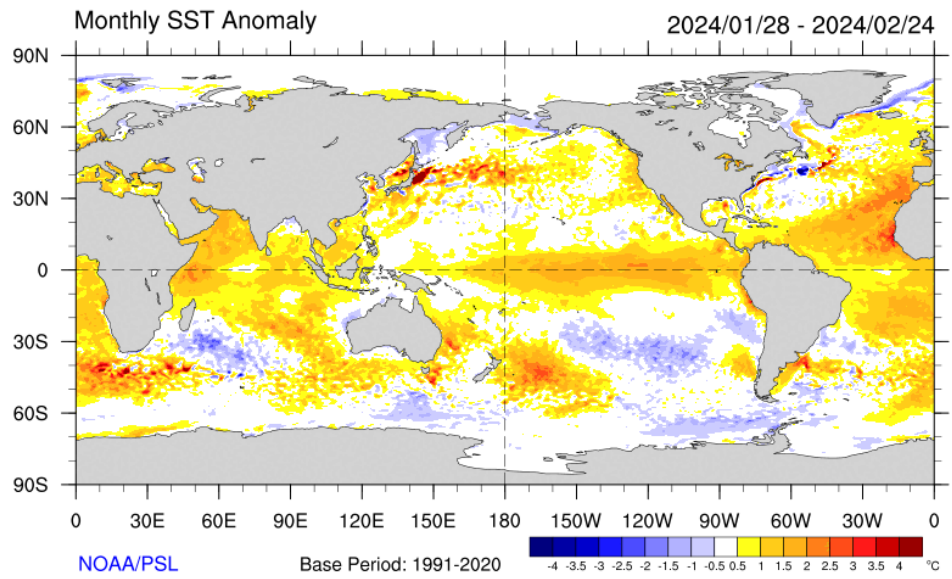 Monthly SST Anomaly 2024/01/28 - 2024/02/24
90N
60N
30N
0
30S
60S
90S
0 30E 60E 90E 120E 150E 180 150W 120W 90W 60W 30W 0
NOAA/PSL Base Period: 1991-2020
-4 -3.5 -3 -2.5 -2 -1.5 -1 -0.5 0.5 1 1.5 2 2.5 3 3.5 4 °C